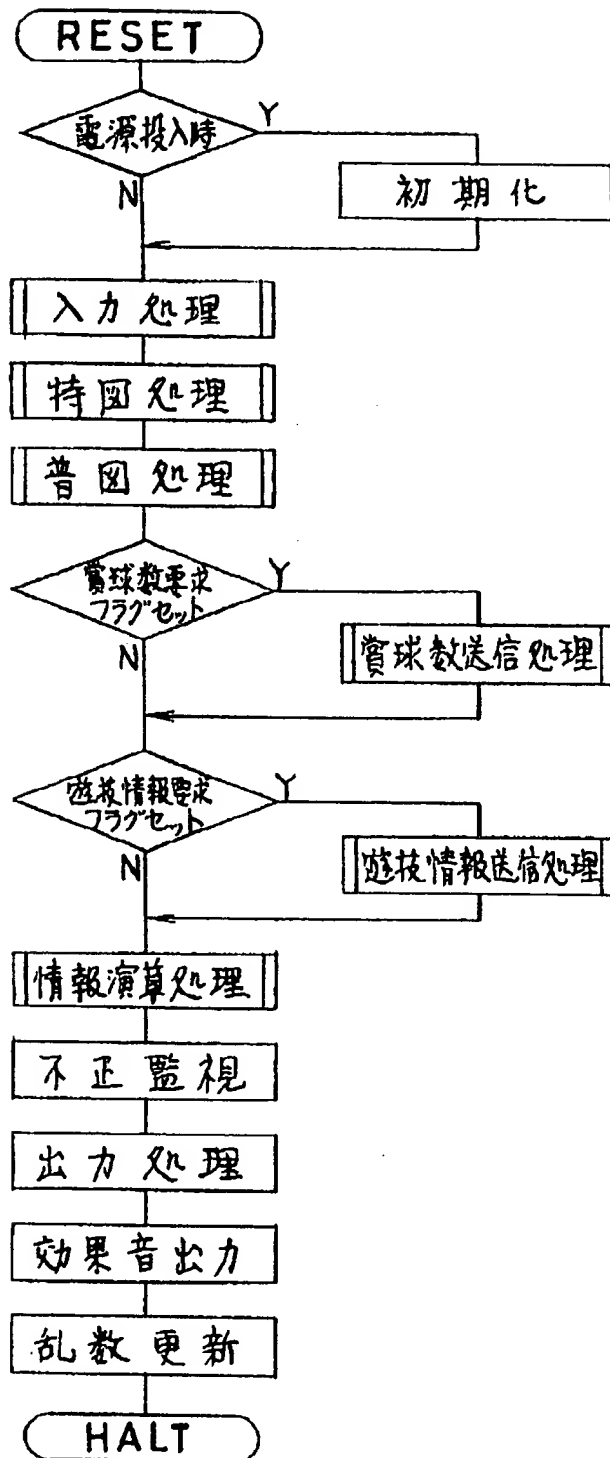 RESET
電源投入時
Y
N
初期化
入力処理
特図処理
普図処理
賞球数要求
フラグセット
Y
N
賞球数送信処理
遊技情報要求
フラグセット
Y
N
遊技情報送信処理
情報演算処理
不正監視
出力処理
効果音出力
乱数更新
HALT